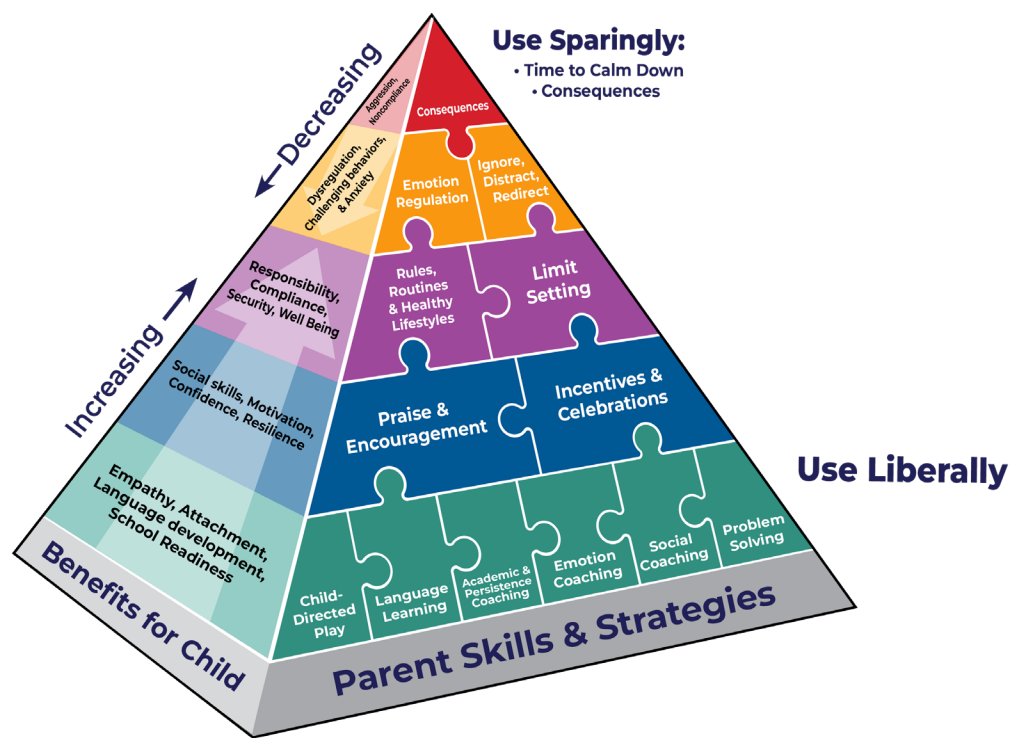 Use Sparingly:
• Time to Calm Down
• Consequences
Decreasing
Increasing
Aggression,
Noncompliance
Dysregulation,
Challenging behaviors,
& Anxiety
Responsibility,
Compliance,
Security, Well Being
Social skills, Motivation,
Confidence, Resilience
Empathy, Attachment,
Language development,
School Readiness
Benefits for Child
Consequences
Emotion
Regulation
Ignore,
Distract,
Redirect
Rules,
Routines
& Healthy
Lifestyles
Limit
Setting
Praise &
Encouragement
Incentives &
Celebrations
Child-
Directed
Play
Language
Learning
Academic &
Persistence
Coaching
Emotion
Coaching
Social
Coaching
Problem
Solving
Parent Skills & Strategies
Use Liberally